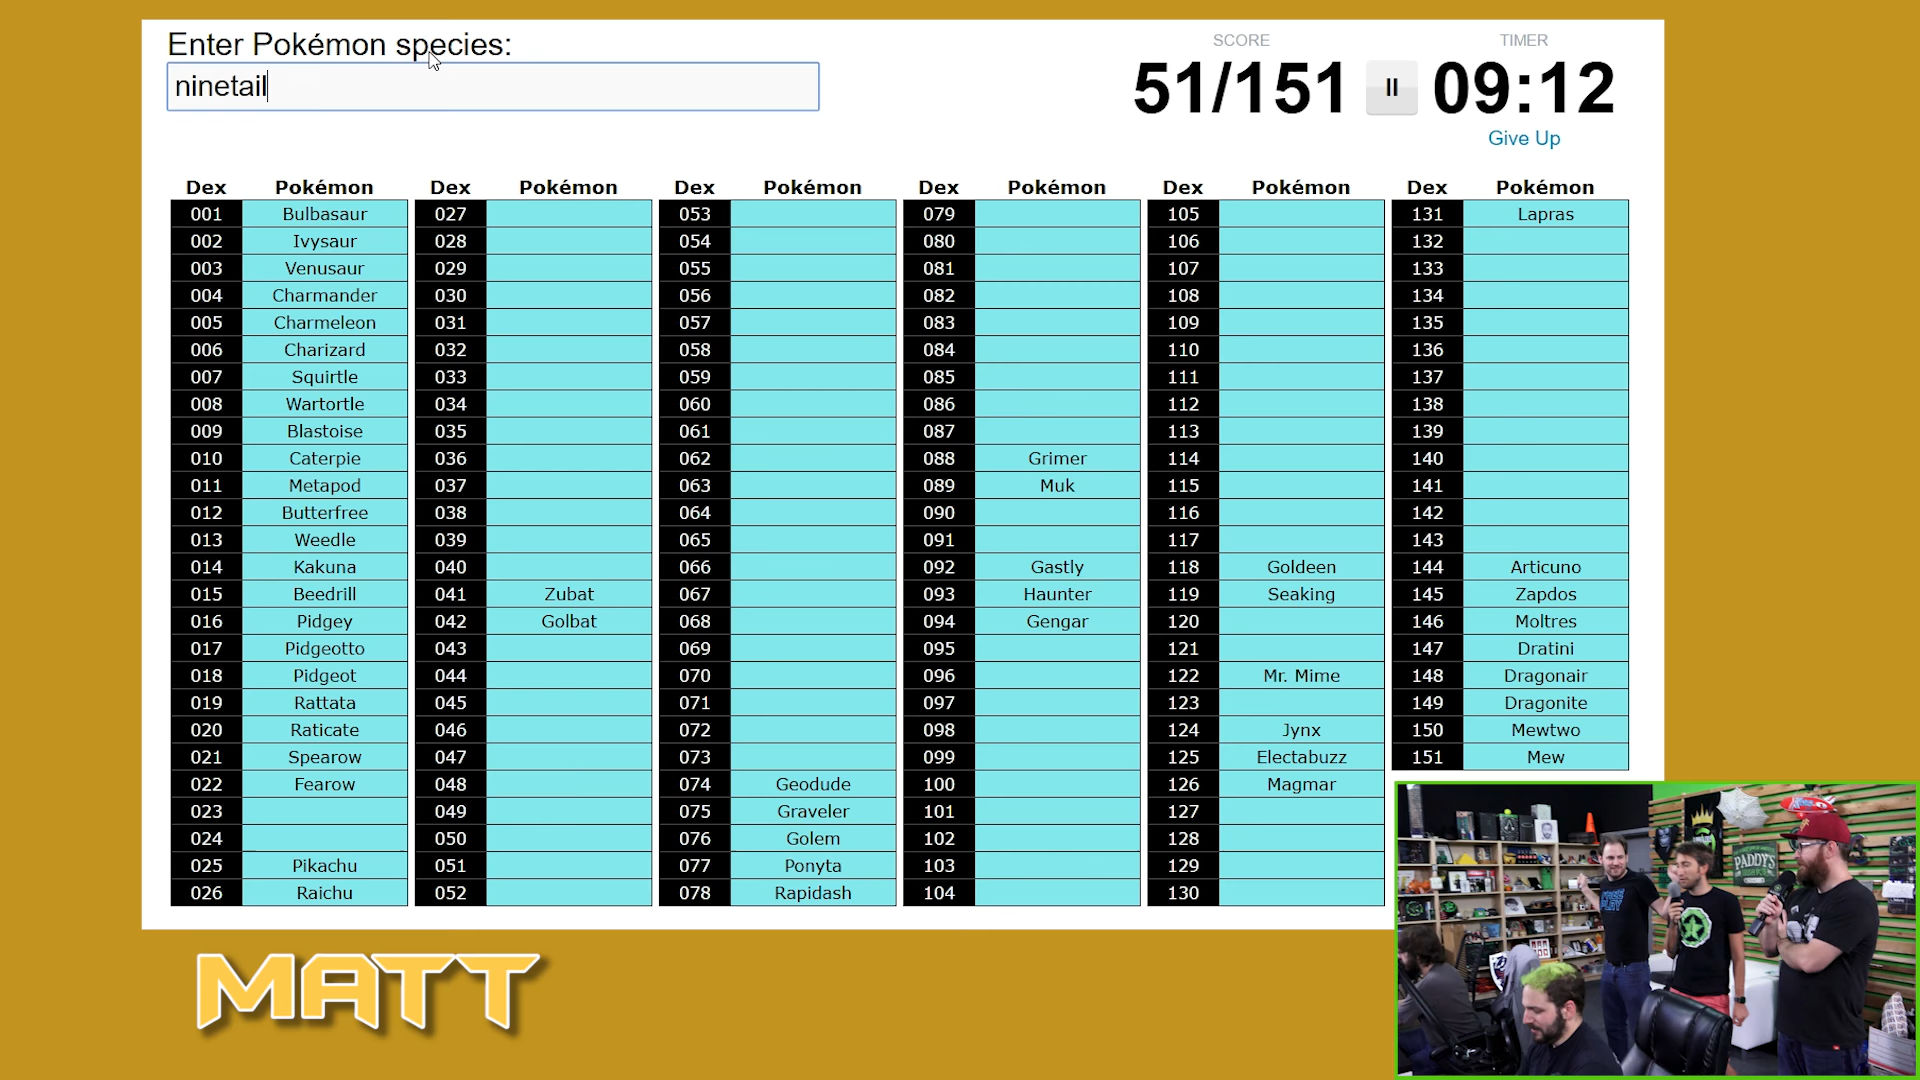 Enter Pokémon species:
ninetail
SCORE
51/151
TIMER
09:12
Give Up
Dex Pokémon Dex Pokémon Dex Pokémon Dex Pokémon Dex Pokémon Dex Pokémon
001 Bulbasaur 027 053 079 105 131 Lapras
002 Ivysaur 028 054 080 106 132
003 Venusaur 029 055 081 107 133
004 Charmander 030 056 082 108 134
005 Charmeleon 031 057 083 109 135
006 Charizard 032 058 084 110 136
007 Squirtle 033 059 085 111 137
008 Wartortle 034 060 086 112 138
009 Blastoise 035 061 087 113 139
010 Caterpie 036 062 088 Grimer 114 140
011 Metapod 037 063 089 Muk 115 141
012 Butterfree 038 064 090 116 142
013 Weedle 039 065 091 117 143
014 Kakuna 040 066 092 Gastly 118 Goldeen 144 Articuno
015 Beedrill 041 Zubat 067 093 Haunter 119 Seaking 145 Zapdos
016 Pidgey 042 Golbat 068 094 Gengar 120 146 Moltres
017 Pidgeotto 043 069 095 121 147 Dratini
018 Pidgeot 044 070 096 122 Mr. Mime 148 Dragonair
019 Rattata 045 071 097 123 149 Dragonite
020 Raticate 046 072 098 124 Jynx 150 Mewtwo
021 Spearow 047 073 099 125 Electabuzz 151 Mew
022 Fearow 048 074 Geodude 100 126 Magmar
023 049 075 Graveler 101 127
024 050 076 Golem 102 128
025 Pikachu 051 077 Ponyta 103 129
026 Raichu 052 078 Rapidash 104 130
PADDY'S
FREE
PLAY
MATT